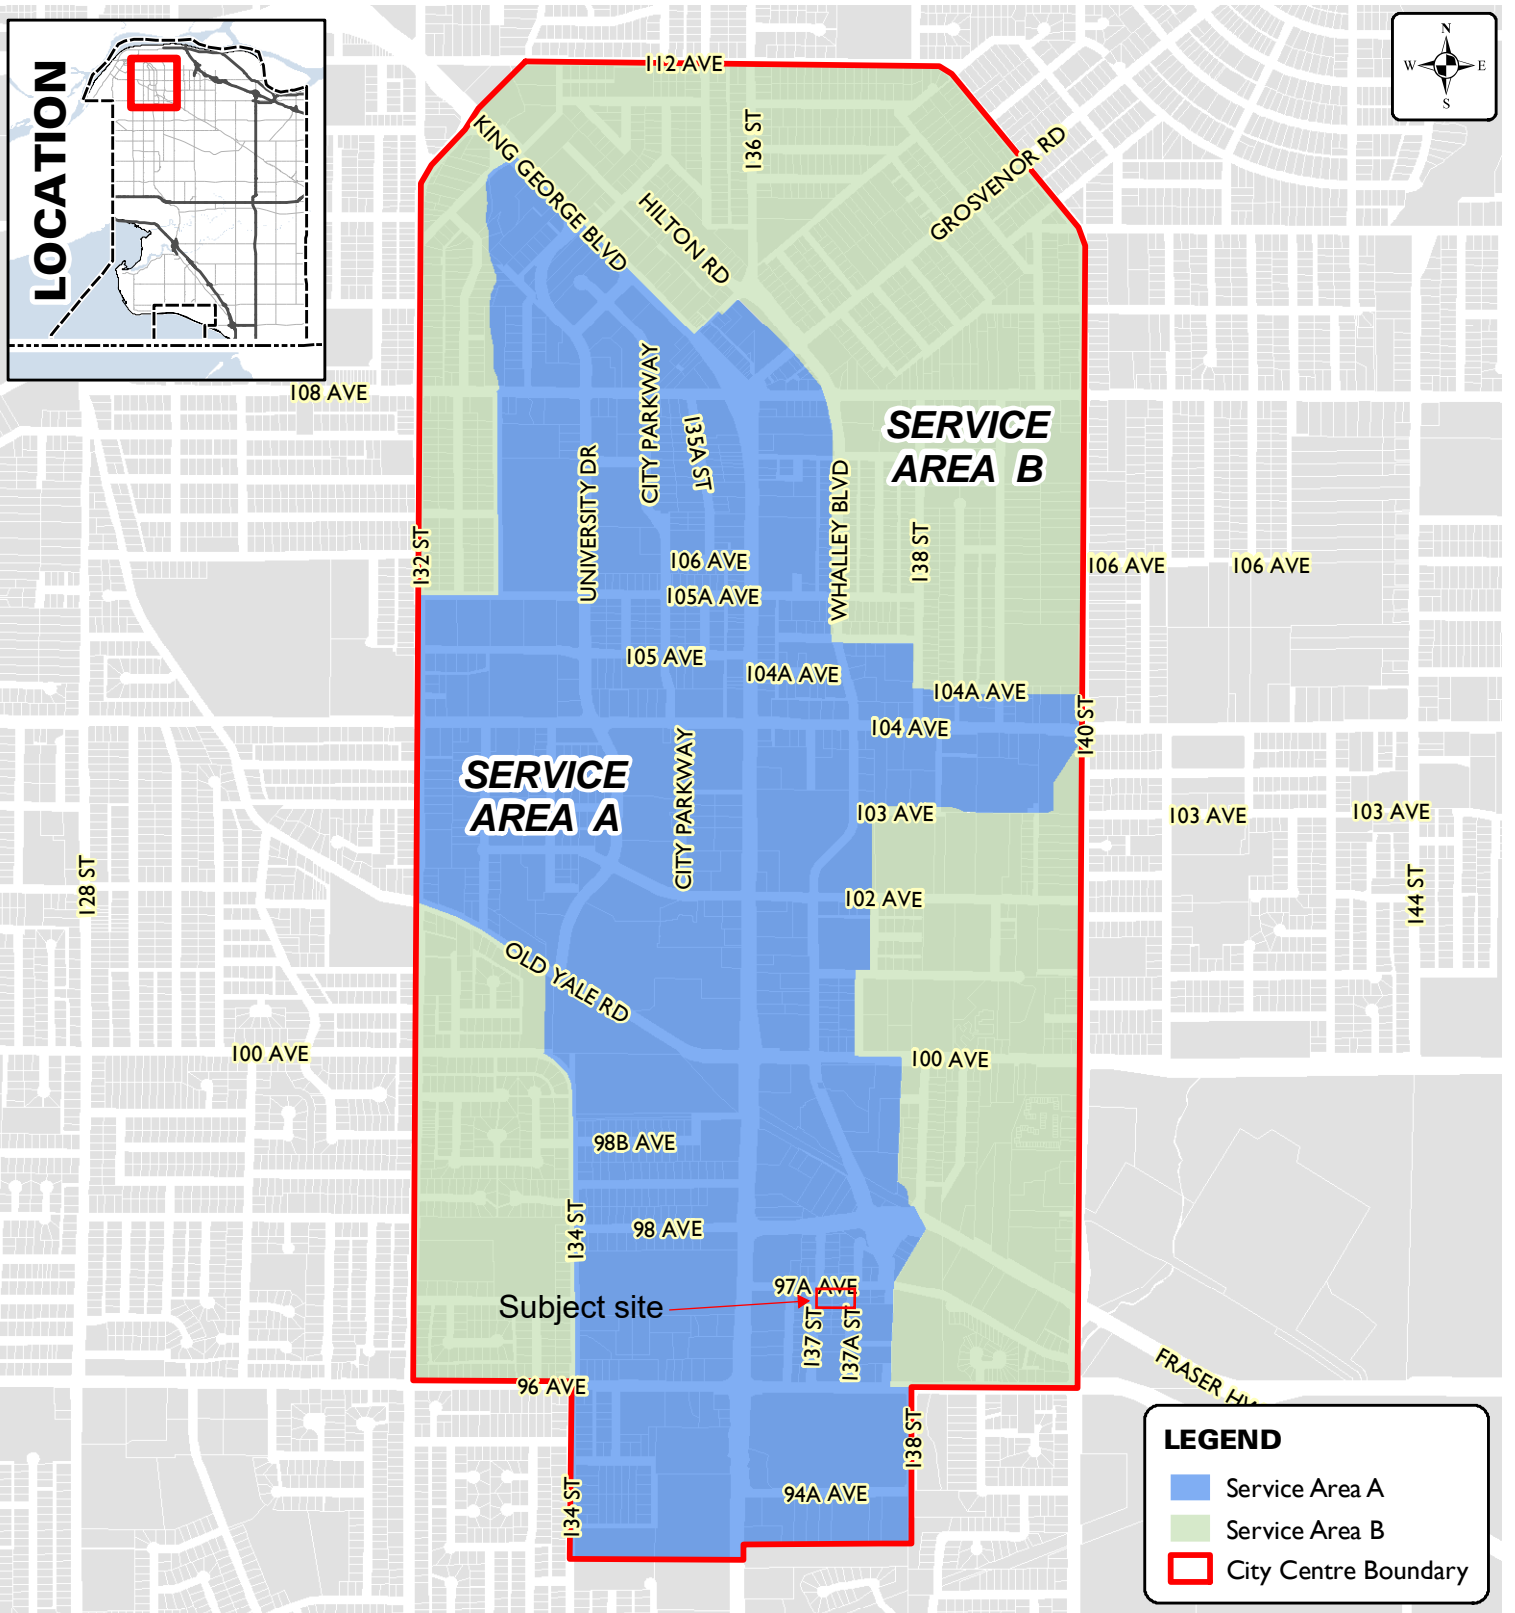 LOCATION
N
W E
S
112 AVE
KING GEORGE BLVD
HILTON RD
136 ST
GROSVENOR RD
108 AVE
CITY PARKWAY
135A ST
UNIVERSITY DR
WHALLEY BLVD
SERVICE
AREA B
132 ST
138 ST
106 AVE
106 AVE
106 AVE
105A AVE
105 AVE
104A AVE
104A AVE
104 AVE
140 ST
SERVICE
AREA A
CITY PARKWAY
103 AVE
103 AVE
103 AVE
128 ST
102 AVE
144 ST
OLD YALE RD
100 AVE
100 AVE
98B AVE
134 ST
98 AVE
97A AVE
Subject site
137 ST
137A ST
96 AVE
FRASER HW
138 ST
134 ST
94A AVE
LEGEND
Service Area A
Service Area B
City Centre Boundary